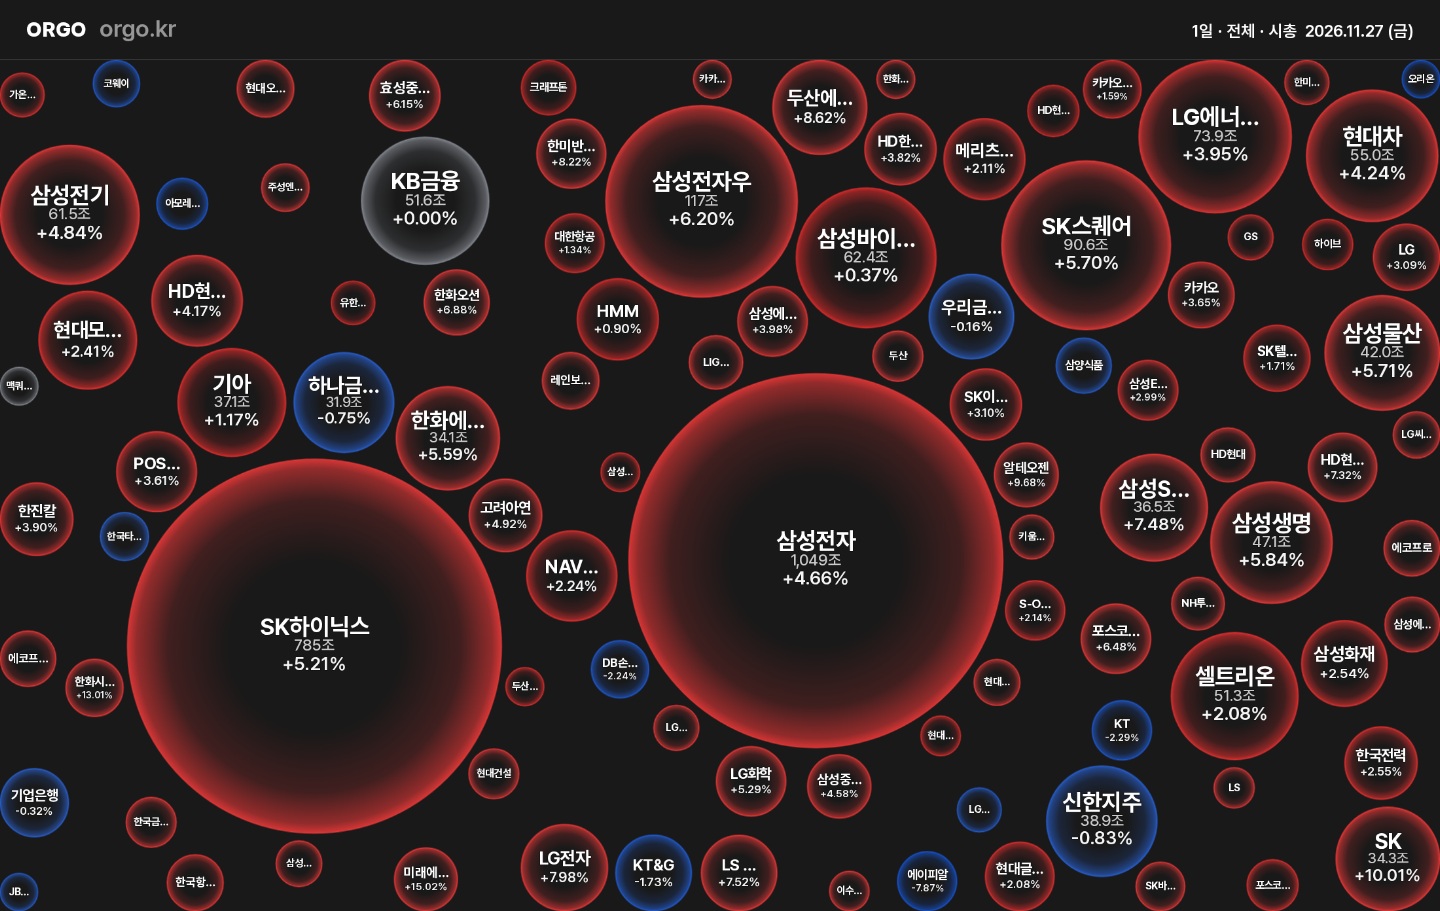 ORGO orgo.kr
1일 · 전체 · 시총 2026.11.27 (금)
가온...
코웨이
현대오...
효성중...
+6.15%
크래프톤
카카...
두산에...
+8.62%
한화...
HD현...
카카오...
+1.59%
LG에너...
73.9조
+3.95%
한미...
오리온
현대차
55.0조
+4.24%
삼성전기
61.5조
+4.84%
아모레...
주성엔...
KB금융
51.6조
+0.00%
한미반...
+8.22%
삼성전자우
117조
+6.20%
HD한...
+3.82%
메리츠...
+2.11%
대한항공
+1.34%
삼성바이...
62.4조
+0.37%
SK스퀘어
90.6조
+5.70%
GS
하이브
LG
+3.09%
HD현...
+4.17%
유한...
한화오션
+6.88%
HMM
+0.90%
삼성에...
+3.98%
우리금...
-0.16%
카카오
+3.65%
현대모...
+2.41%
삼성물산
42.0조
+5.71%
LIG...
두산
삼양식품
SK텔...
+1.71%
맥쿼...
기아
37.1조
+1.17%
하나금...
31.9조
-0.75%
레인보...
삼성E...
+2.99%
한화에...
34.1조
+5.59%
SK이...
+3.10%
LG씨...
POS...
+3.61%
삼성...
알테오젠
+9.68%
HD현대
HD현...
+7.32%
한진칼
+3.90%
고려아연
+4.92%
삼성S...
36.5조
+7.48%
삼성생명
47.1조
+5.84%
한국타...
키움...
에코프로
NAV...
+2.24%
삼성전자
1,049조
+4.66%
S-O...
+2.14%
NH투...
SK하이닉스
785조
+5.21%
포스코...
+6.48%
삼성에...
에코프...
한화시...
+13.01%
DB손...
-2.24%
두산...
현대...
셀트리온
51.3조
+2.08%
삼성화재
+2.54%
LG...
현대...
KT
-2.29%
한국전력
+2.55%
현대건설
LG화학
+5.29%
삼성중...
+4.58%
LS
기업은행
-0.32%
한국금...
LG...
신한지주
38.9조
-0.83%
삼성...
LG전자
+7.98%
KT&G
-1.73%
LS ...
+7.52%
SK
34.3조
+10.01%
JB...
한국항...
미래에...
+15.02%
이수...
에이피알
-7.87%
현대글...
+2.08%
SK바...
포스코...